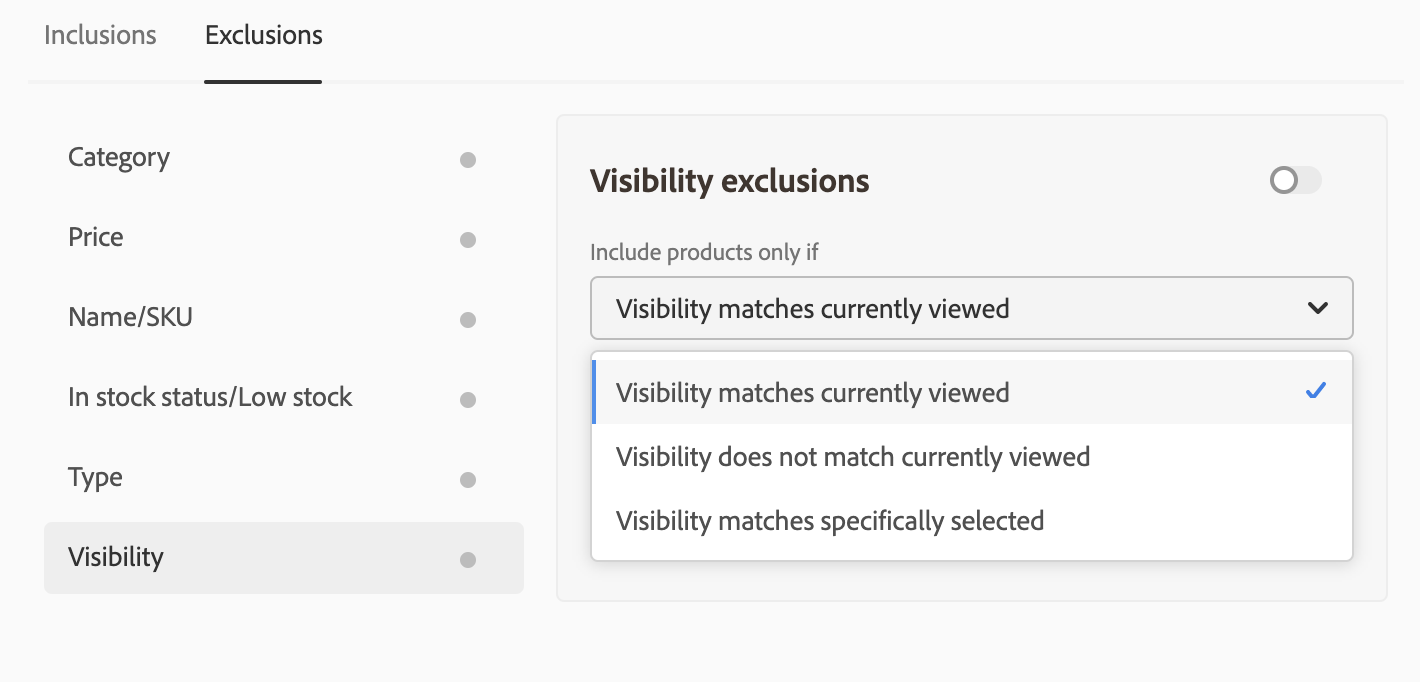 Inclusions Exclusions
Category
Price
Name/SKU
In stock status/Low stock
Type
Visibility
Visibility exclusions
Include products only if
Visibility matches currently viewed
Visibility matches currently viewed
Visibility does not match currently viewed
Visibility matches specifically selected